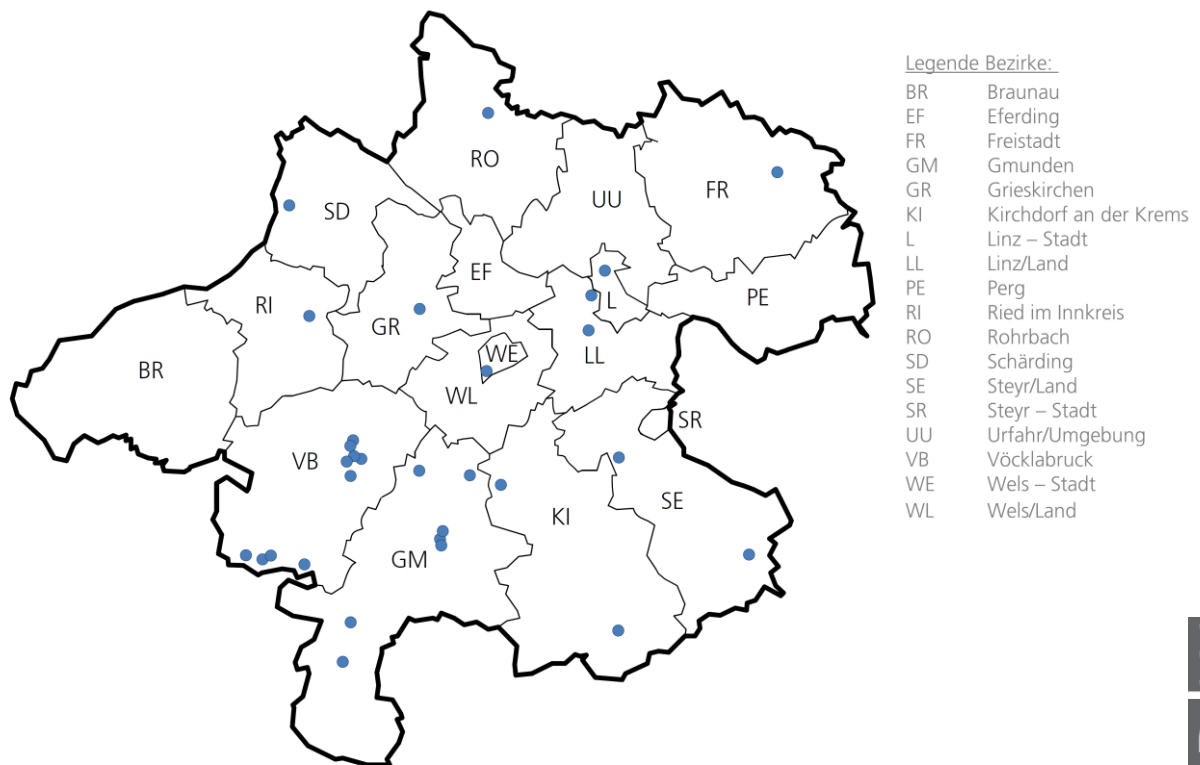 RO
FR
UU
SD
EF
RI
L
PE
GR
WE
LL
BR
WL
SR
VB
KI
SE
GM
Legende Bezirke:
BR Braunau
EF Eferding
FR Freistadt
GM Gmunden
GR Grieskirchen
KI Kirchdorf an der Krems
L Linz – Stadt
LL Linz/Land
PE Perg
RI Ried im Innkreis
RO Rohrbach
SD Schärding
SE Steyr/Land
SR Steyr – Stadt
UU Urfahr/Umgebung
VB Vöcklabruck
WE Wels – Stadt
WL Wels/Land